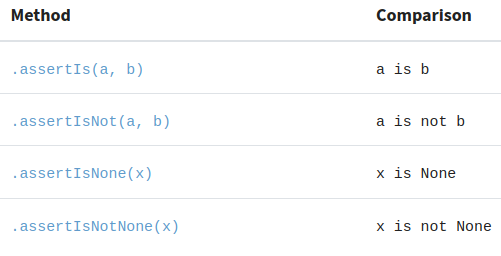 Method Comparison
.assertIs(a, b) a is b
.assertIsNot(a, b) a is not b
.assertIsNone(x) x is None
.assertIsNotNone(x) x is not None